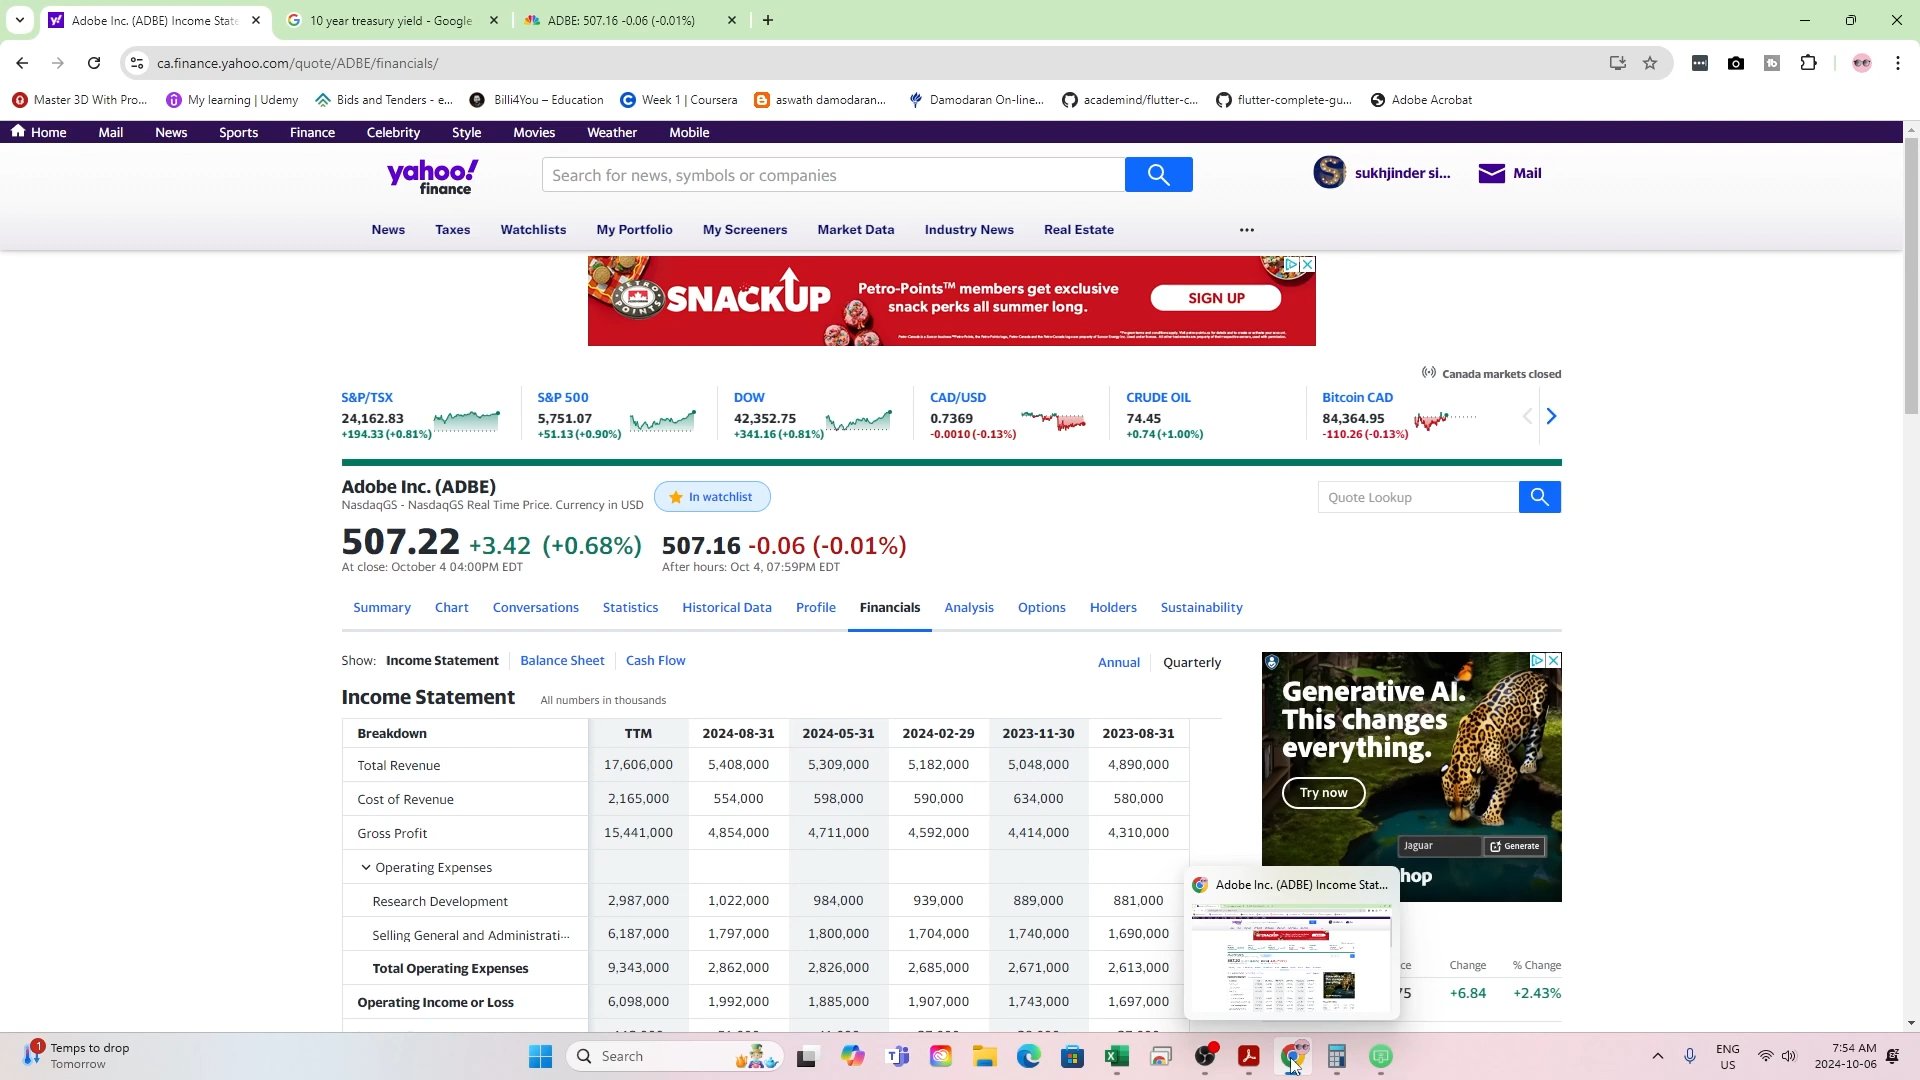 Adobe Inc. (ADBE) Income State
10 year treasury yield - Google
ADBE: 507.16 -0.06 (-0.01%)
ca.finance.yahoo.com/quote/ADBE/financials/
Master 3D With Pro...
My learning | Udemy
Bids and Tenders - e...
Billi4You – Education
Week 1 | Coursera
aswath damodaran...
Damodaran On-line...
academind/flutter-c...
flutter-complete-gu...
Adobe Acrobat
Home Mail News Sports Finance Celebrity Style Movies Weather Mobile
yahoo!
finance
Search for news, symbols or companies
sukhjinder si...
Mail
News Taxes Watchlists My Portfolio My Screeners Market Data Industry News Real Estate
PETRO POINTS
SNACKUP
Petro-Points™ members get exclusive
snack perks all summer long.
SIGN UP
Canada markets closed
S&P/TSX S&P 500 DOW CAD/USD CRUDE OIL Bitcoin CAD
24,162.83 5,751.07 42,352.75 0.7369 74.45 84,364.95
+194.33 (+0.81%) +51.13 (+0.90%) +341.16 (+0.81%) -0.0010 (-0.13%) +0.74 (+1.00%) -110.26 (-0.13%)
Adobe Inc. (ADBE)
NasdaqGS - NasdaqGS Real Time Price. Currency in USD
In watchlist
Quote Lookup
507.22 +3.42 (+0.68%) 507.16 -0.06 (-0.01%)
At close: October 4 04:00PM EDT After hours: Oct 4, 07:59PM EDT
Summary Chart Conversations Statistics Historical Data Profile Financials Analysis Options Holders Sustainability
Show: Income Statement Balance Sheet Cash Flow Annual Quarterly
Income Statement All numbers in thousands
Breakdown TTM 2024-08-31 2024-05-31 2024-02-29 2023-11-30 2023-08-31
Total Revenue 17,606,000 5,408,000 5,309,000 5,182,000 5,048,000 4,890,000
Cost of Revenue 2,165,000 554,000 598,000 590,000 634,000 580,000
Gross Profit 15,441,000 4,854,000 4,711,000 4,592,000 4,414,000 4,310,000
Operating Expenses
Research Development 2,987,000 1,022,000 984,000 939,000 889,000 881,000
Selling General and Administrati... 6,187,000 1,797,000 1,800,000 1,704,000 1,740,000 1,690,000
Total Operating Expenses 9,343,000 2,862,000 2,826,000 2,685,000 2,671,000 2,613,000
Operating Income or Loss 6,098,000 1,992,000 1,885,000 1,907,000 1,743,000 1,697,000
Generative AI.
This changes
everything.
Try now
Jaguar
Generate
hop
Adobe Inc. (ADBE) Income Stat...
ce Change % Change
75 +6.84 +2.43%
1
Temps to drop
Tomorrow
Search
ENG
US
7:54 AM
2024-10-06